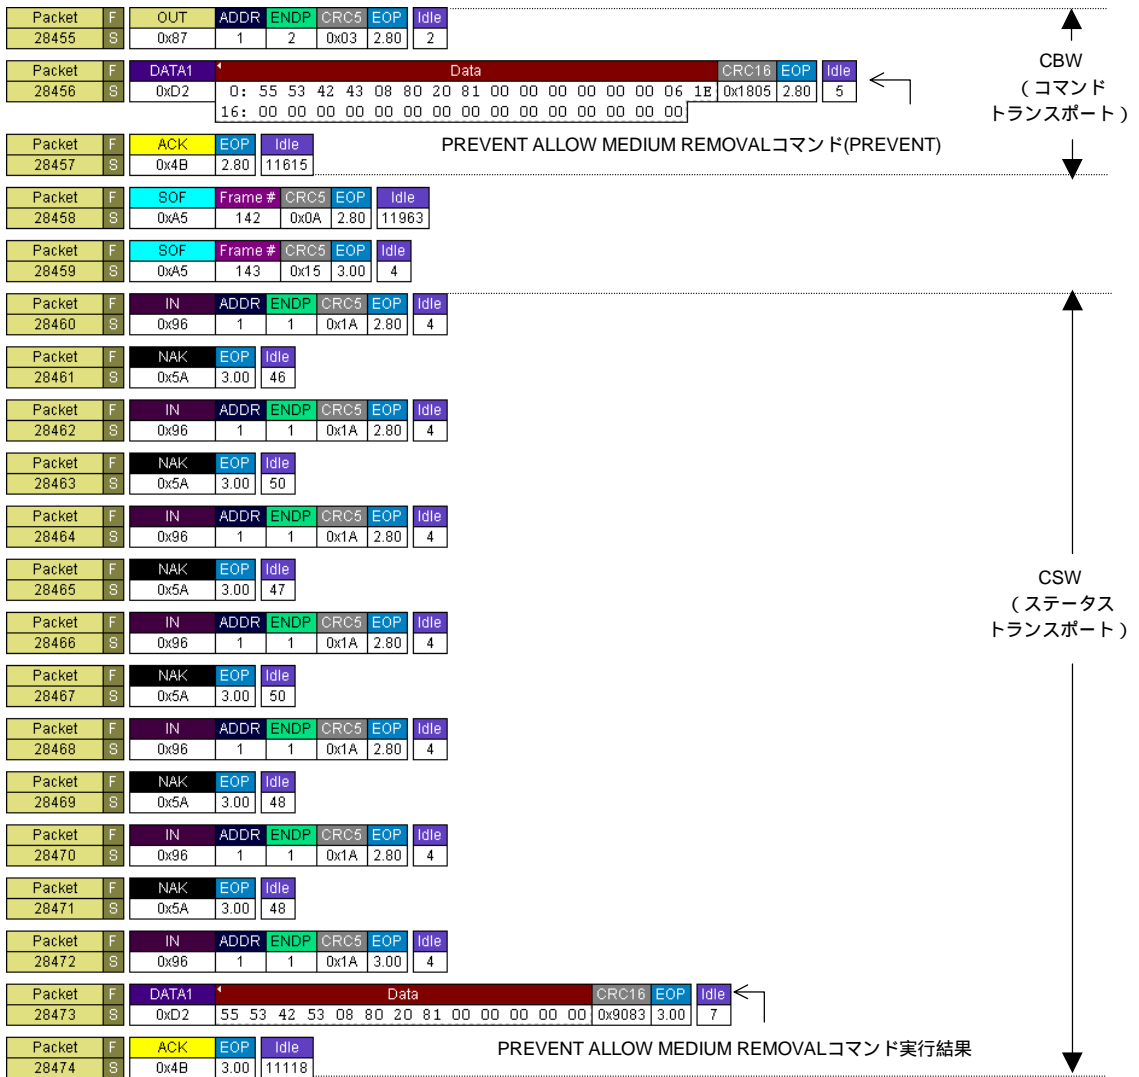 Packet F OUT ADDR ENDP CRC5 EOP Idle
28455 S 0x87 1 2 0x03 2.80 2
CBW
(コマンド
トランスポート)
Packet F DATA1 Data CRC16 EOP Idle
28456 S 0xD2 0: 55 53 42 43 08 80 20 81 00 00 00 00 00 00 06 1E 0x1805 2.80 5
16: 00 00 00 00 00 00 00 00 00 00 00 00 00 00 00
Packet F ACK EOP Idle
28457 S 0x4B 2.80 11615
PREVENT ALLOW MEDIUM REMOVALコマンド(PREVENT)
Packet F SOF Frame # CRC5 EOP Idle
28458 S 0xA5 142 0x0A 2.80 11963
Packet F SOF Frame # CRC5 EOP Idle
28459 S 0xA5 143 0x15 3.00 4
Packet F IN ADDR ENDP CRC5 EOP Idle
28460 S 0x96 1 1 0x1A 2.80 4
Packet F NAK EOP Idle
28461 S 0x5A 3.00 46
Packet F IN ADDR ENDP CRC5 EOP Idle
28462 S 0x96 1 1 0x1A 2.80 4
Packet F NAK EOP Idle
28463 S 0x5A 3.00 50
Packet F IN ADDR ENDP CRC5 EOP Idle
28464 S 0x96 1 1 0x1A 2.80 4
Packet F NAK EOP Idle
28465 S 0x5A 3.00 47
CSW
(ステータス
トランスポート)
Packet F IN ADDR ENDP CRC5 EOP Idle
28466 S 0x96 1 1 0x1A 2.80 4
Packet F NAK EOP Idle
28467 S 0x5A 3.00 50
Packet F IN ADDR ENDP CRC5 EOP Idle
28468 S 0x96 1 1 0x1A 2.80 4
Packet F NAK EOP Idle
28469 S 0x5A 3.00 48
Packet F IN ADDR ENDP CRC5 EOP Idle
28470 S 0x96 1 1 0x1A 2.80 4
Packet F NAK EOP Idle
28471 S 0x5A 3.00 48
Packet F IN ADDR ENDP CRC5 EOP Idle
28472 S 0x96 1 1 0x1A 3.00 4
Packet F DATA1 Data CRC16 EOP Idle
28473 S 0xD2 55 53 42 53 08 80 20 81 00 00 00 00 00 0x9083 3.00 7
Packet F ACK EOP Idle
28474 S 0x4B 3.00 11118
PREVENT ALLOW MEDIUM REMOVALコマンド実行結果